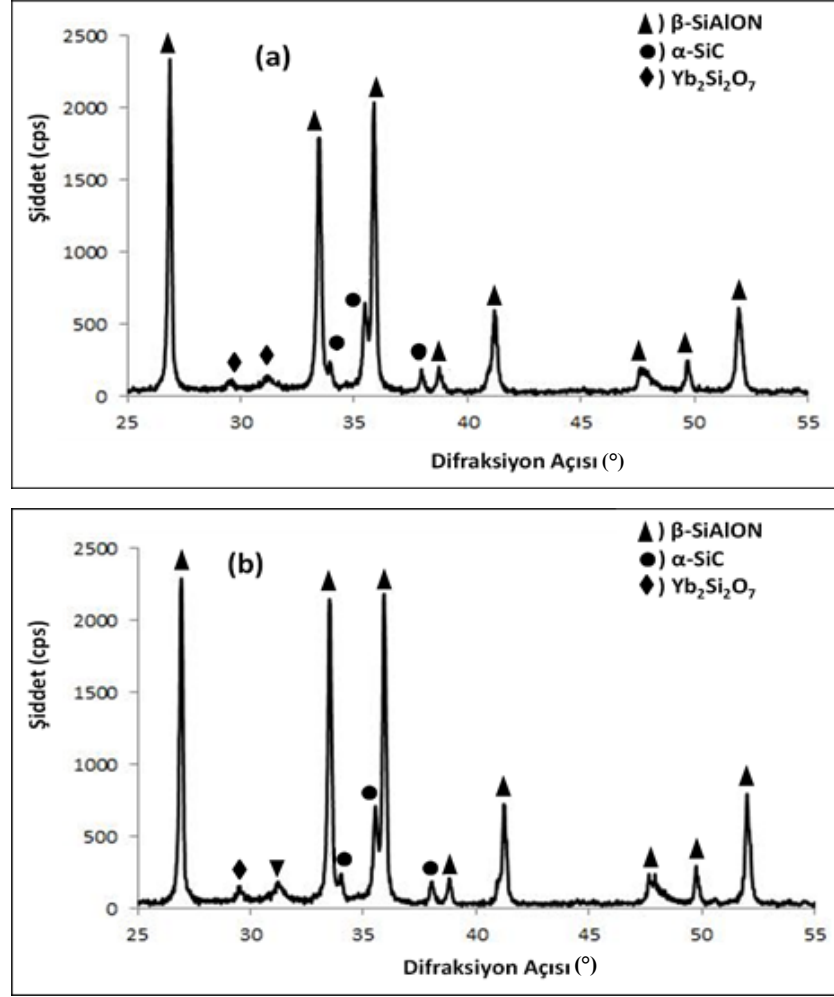 (a)
▲ ) β-SiAlON
● ) α-SiC
◆ ) Yb₂Si₂O₇
Şiddet (cps)
2500
2000
1500
1000
500
0
25 30 35 40 45 50 55
Difraksiyon Açısı (°)
(b)
▲ ) β-SiAlON
● ) α-SiC
◆ ) Yb₂Si₂O₇
Şiddet (cps)
2500
2000
1500
1000
500
0
25 30 35 40 45 50 55
Difraksiyon Açısı (°)